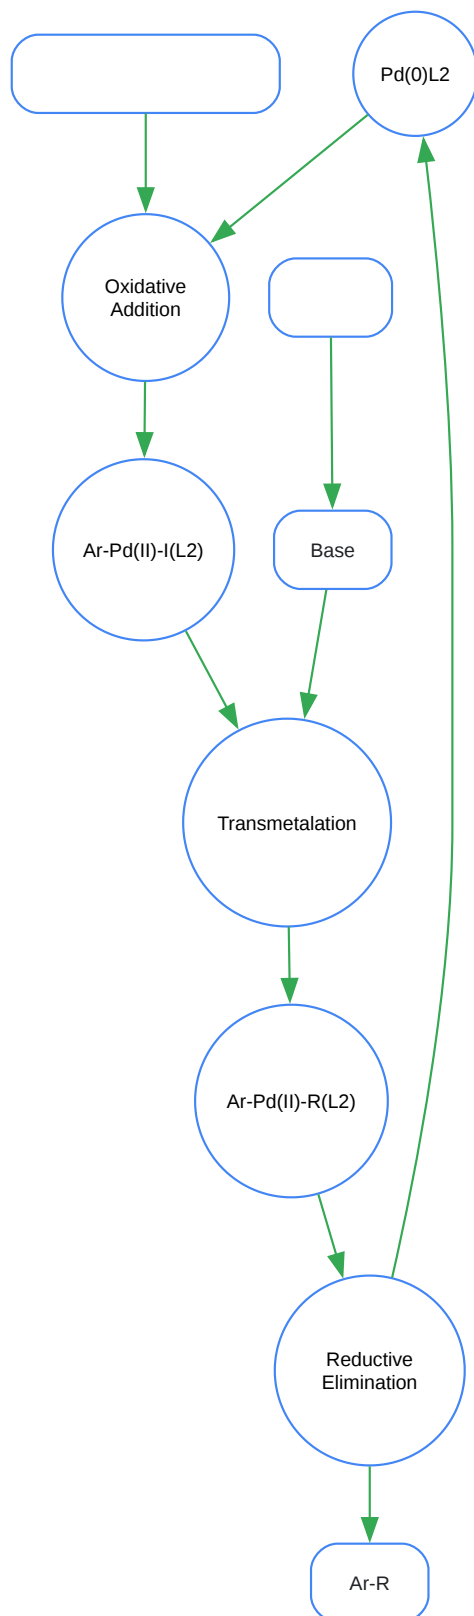 Pd(0)L2
Oxidative
Addition
Ar-Pd(II)-I(L2)
Base
Transmetalation
Ar-Pd(II)-R(L2)
Reductive
Elimination
Ar-R